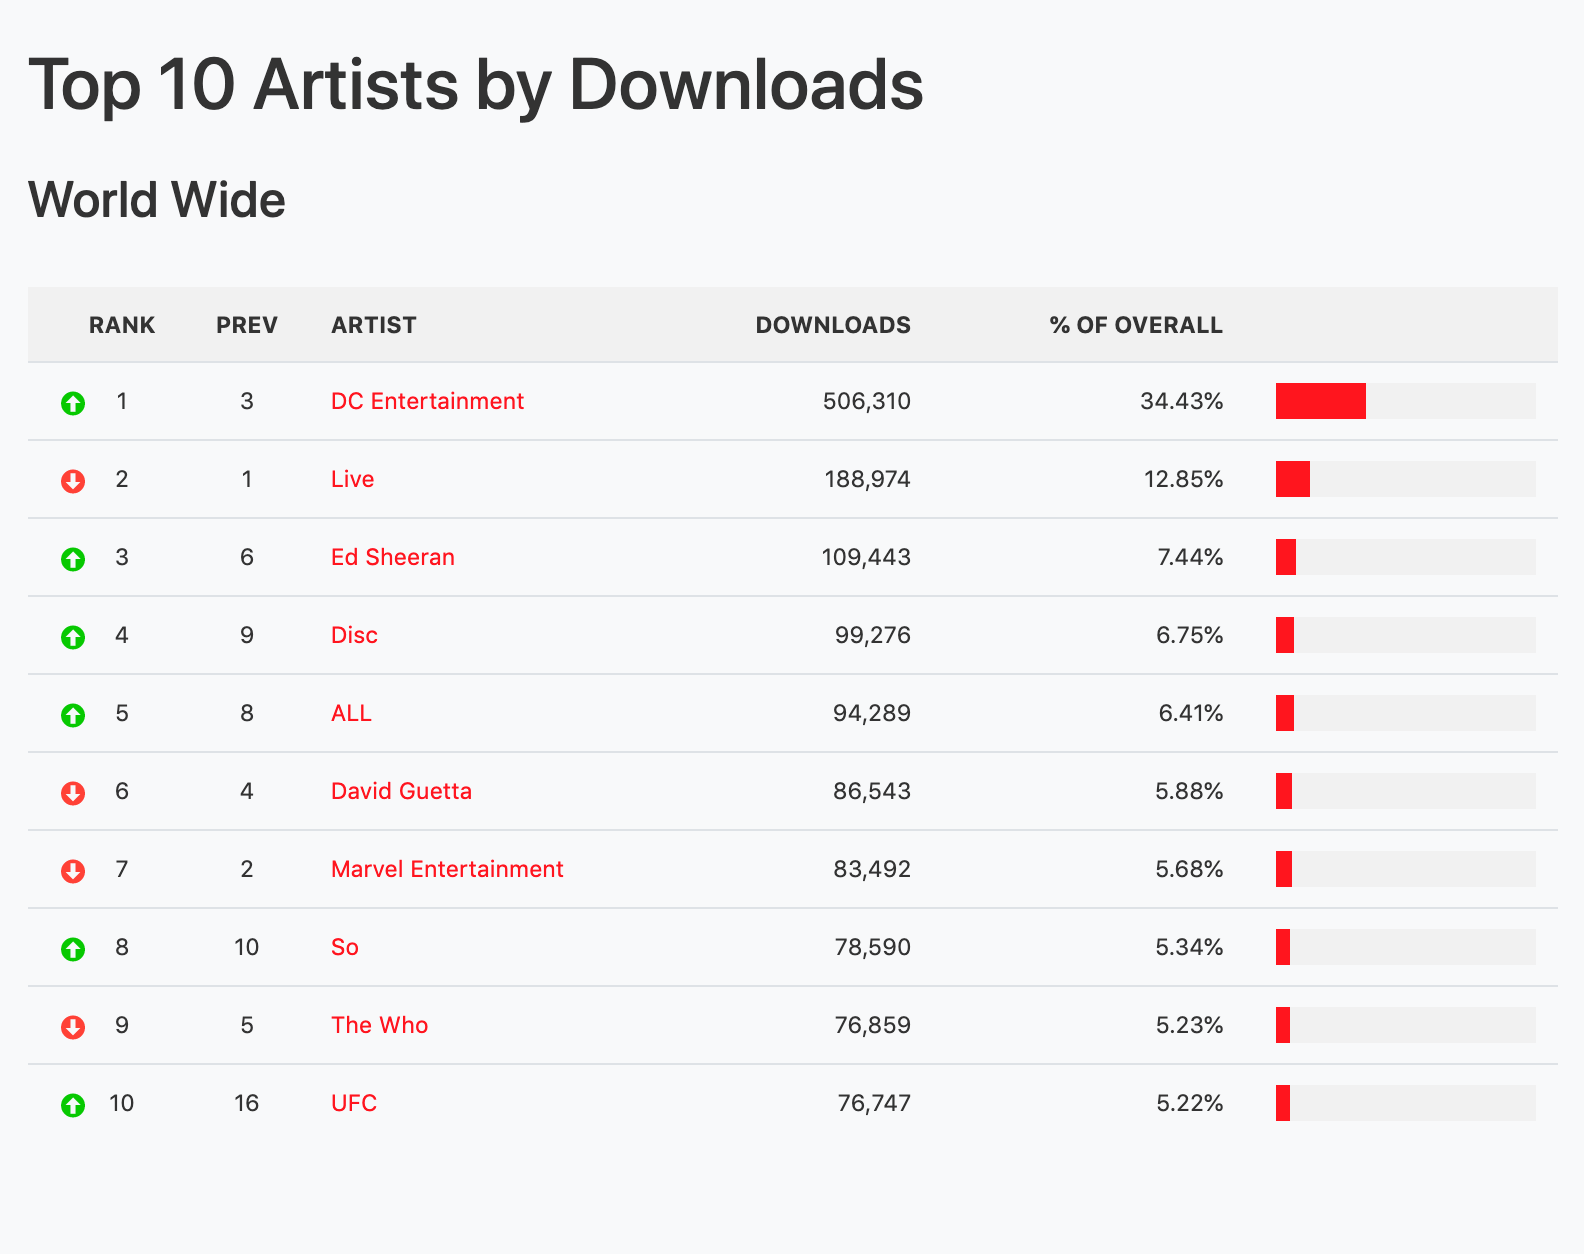 Top 10 Artists by Downloads
World Wide
RANK PREV ARTIST DOWNLOADS % OF OVERALL
1 3 DC Entertainment 506,310 34.43%
2 1 Live 188,974 12.85%
3 6 Ed Sheeran 109,443 7.44%
4 9 Disc 99,276 6.75%
5 8 ALL 94,289 6.41%
6 4 David Guetta 86,543 5.88%
7 2 Marvel Entertainment 83,492 5.68%
8 10 So 78,590 5.34%
9 5 The Who 76,859 5.23%
10 16 UFC 76,747 5.22%